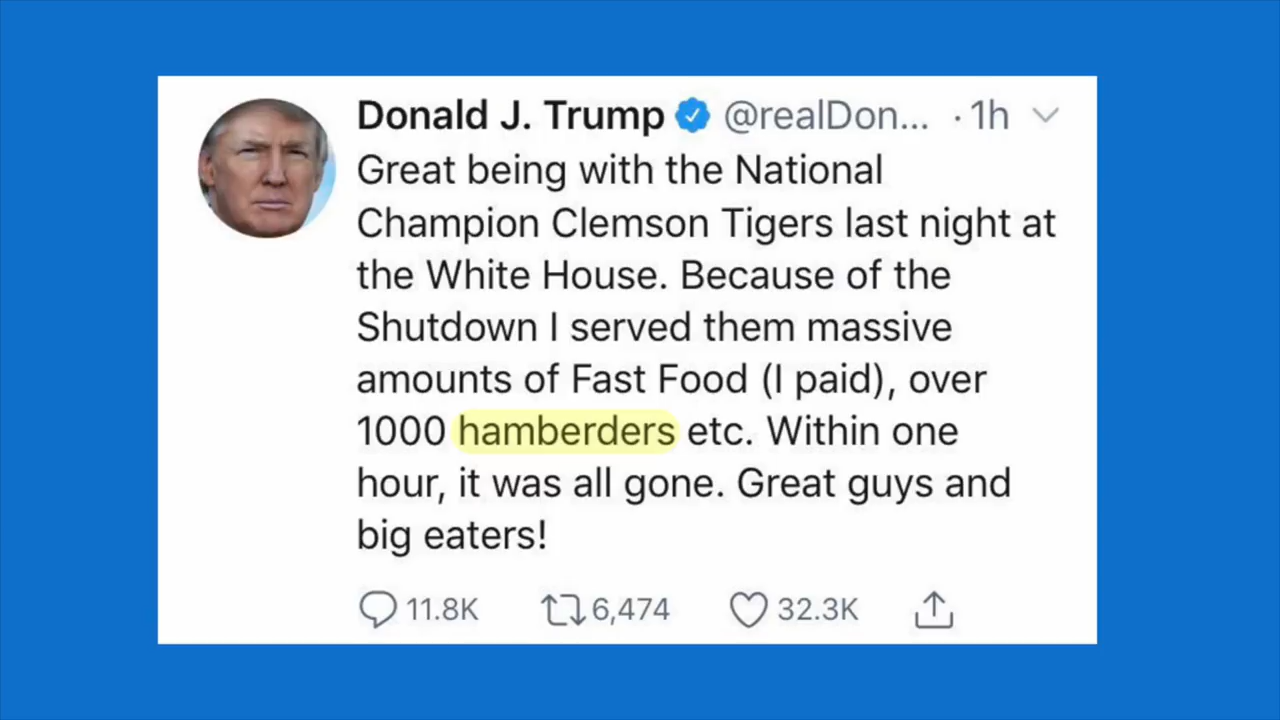 Donald J. Trump @realDon... · 1h
Great being with the National
Champion Clemson Tigers last night at
the White House. Because of the
Shutdown I served them massive
amounts of Fast Food (I paid), over
1000 hamberders etc. Within one
hour, it was all gone. Great guys and
big eaters!
11.8K 6,474 32.3K